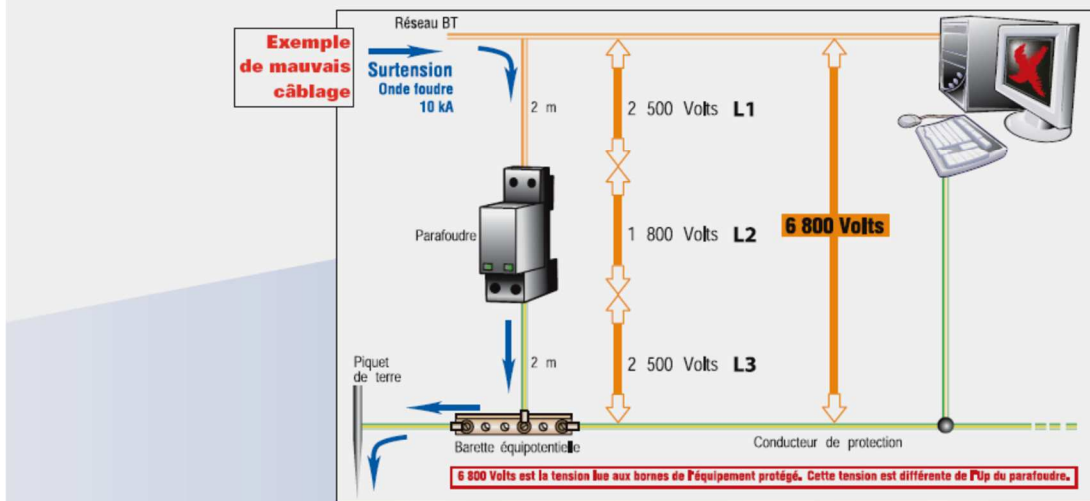 Réseau BT
Exemple
de mauvais
câblage
Surtension
Onde foudre
10 kA
2 m
2 500 Volts L1
Parafoudre
1 800 Volts L2
6 800 Volts
2 m
2 500 Volts L3
Piquet
de terre
Barette équipotentielle
Conducteur de protection
6 800 Volts est la tension lue aux bornes de l'équipement protégé. Cette tension est différente de l'Up du parafoudre.